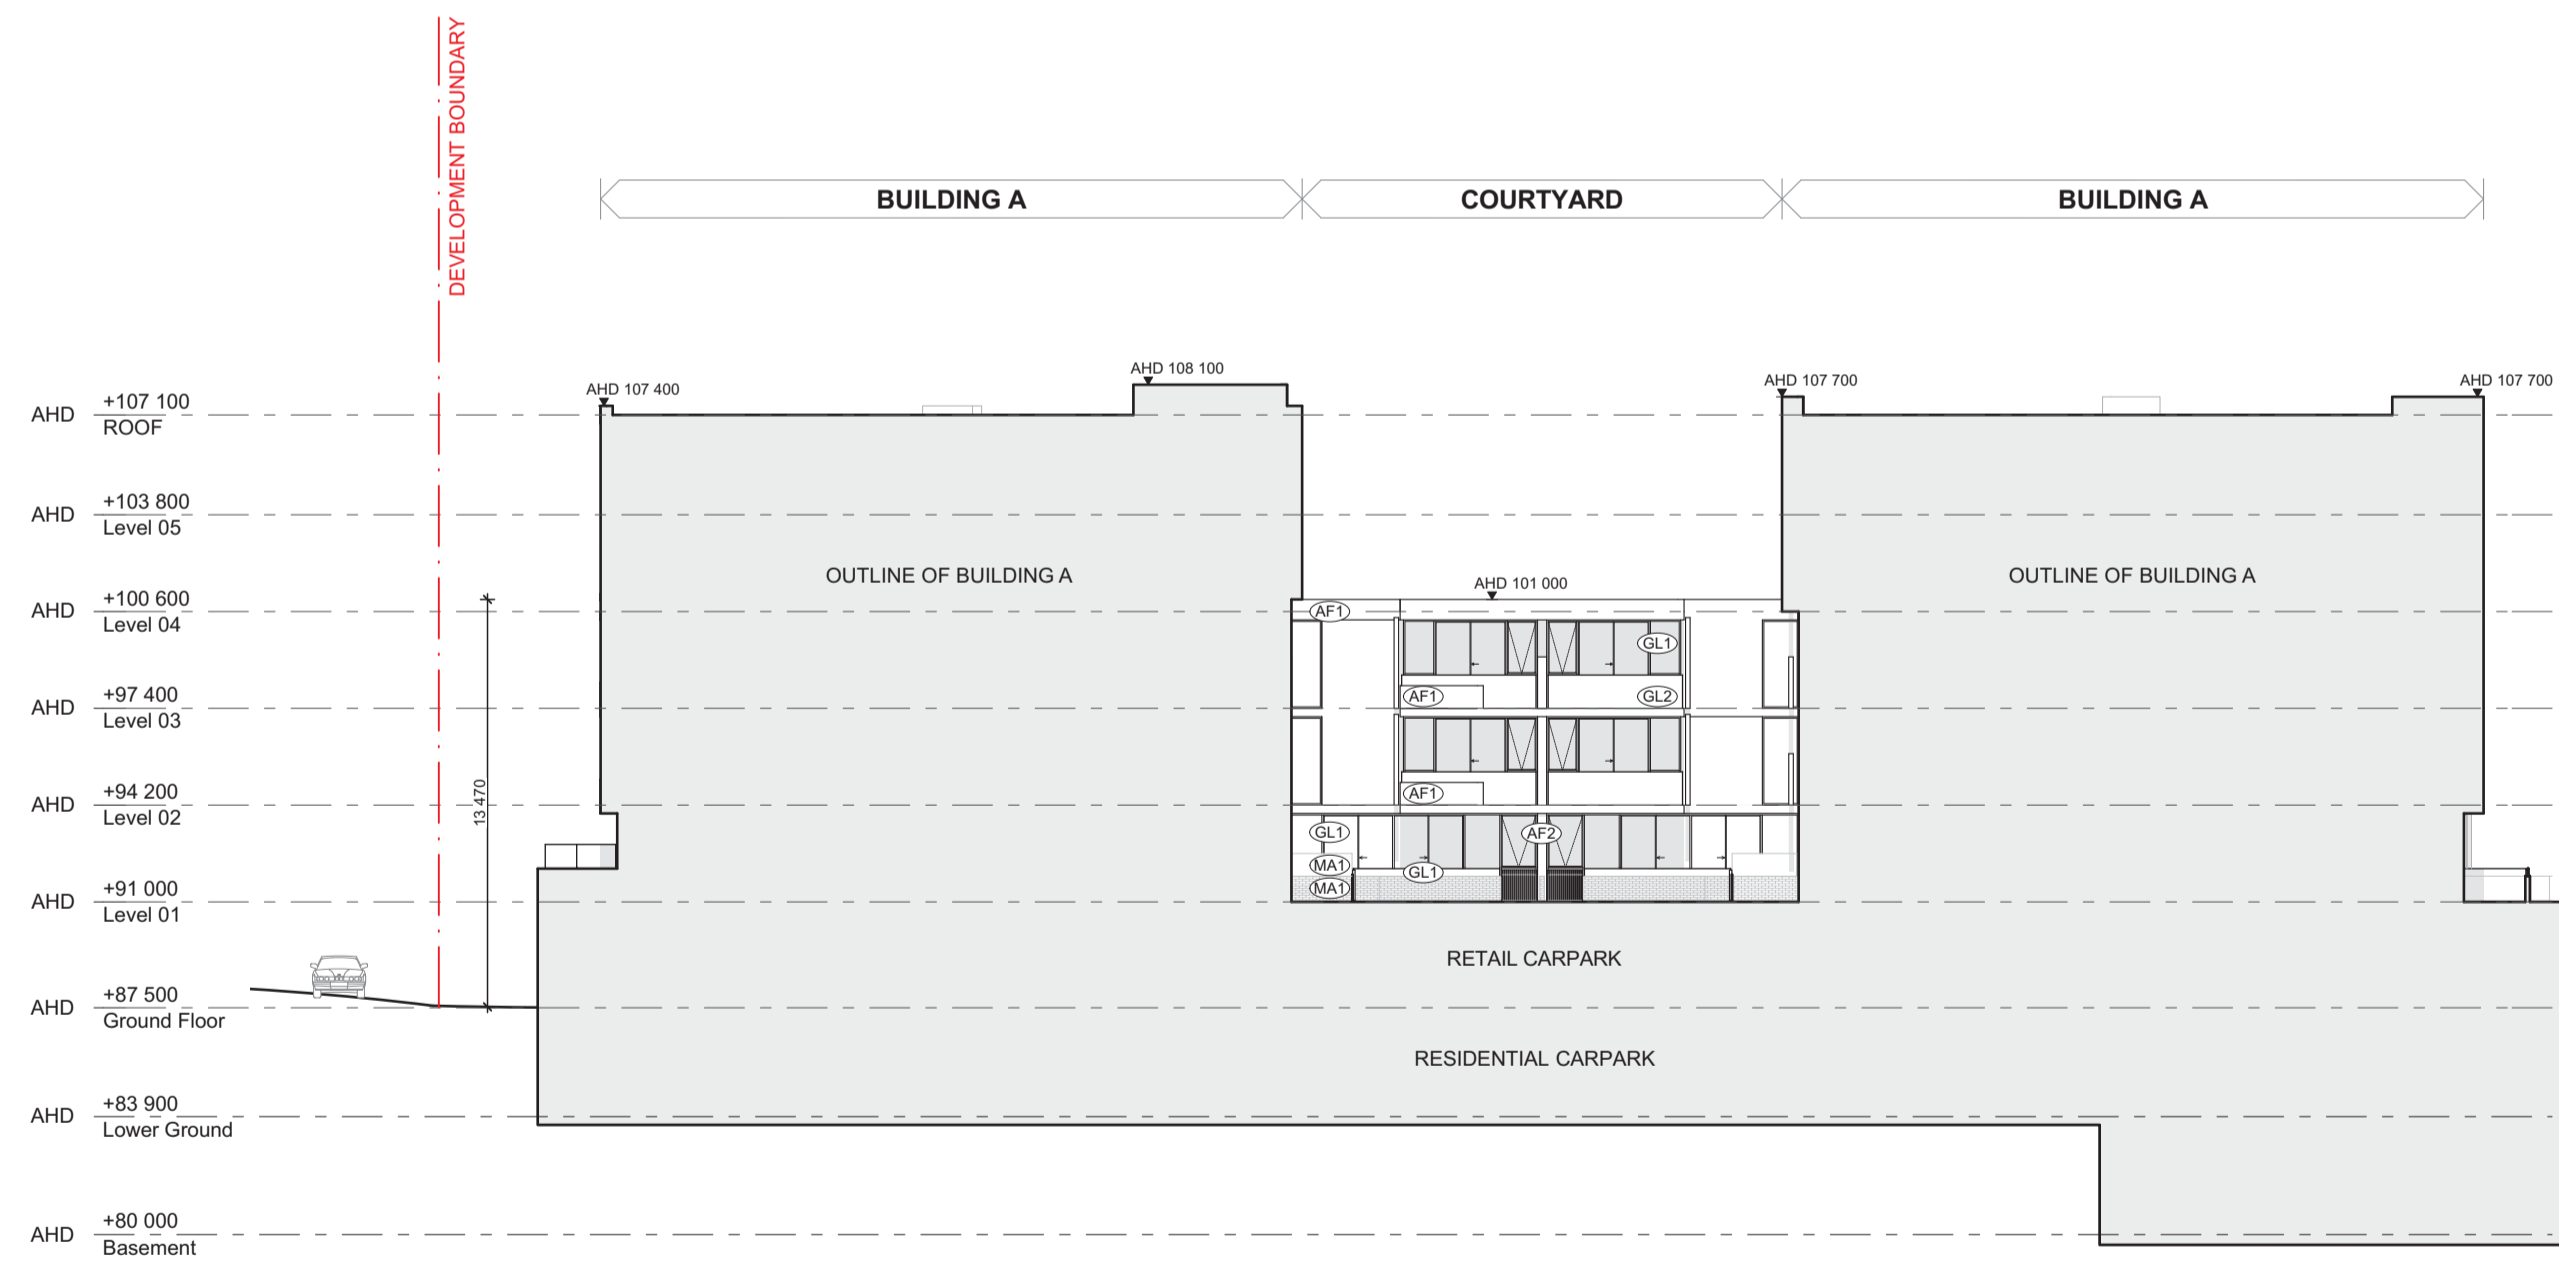 DEVELOPMENT BOUNDARY
BUILDING A
COURTYARD
BUILDING A
AHD 107 400
AHD 108 100
AHD 107 700
AHD 107 700
AHD
+107 100
ROOF
AHD
+103 800
Level 05
OUTLINE OF BUILDING A
OUTLINE OF BUILDING A
AHD 101 000
AHD
+100 600
Level 04
AF1
GL1
AHD
+97 400
Level 03
AF1
GL2
AHD
+94 200
Level 02
AF1
13 470
GL1
AF2
MA1
GL1
MA1
AHD
+91 000
Level 01
RETAIL CARPARK
AHD
+87 500
Ground Floor
RESIDENTIAL CARPARK
AHD
+83 900
Lower Ground
AHD
+80 000
Basement